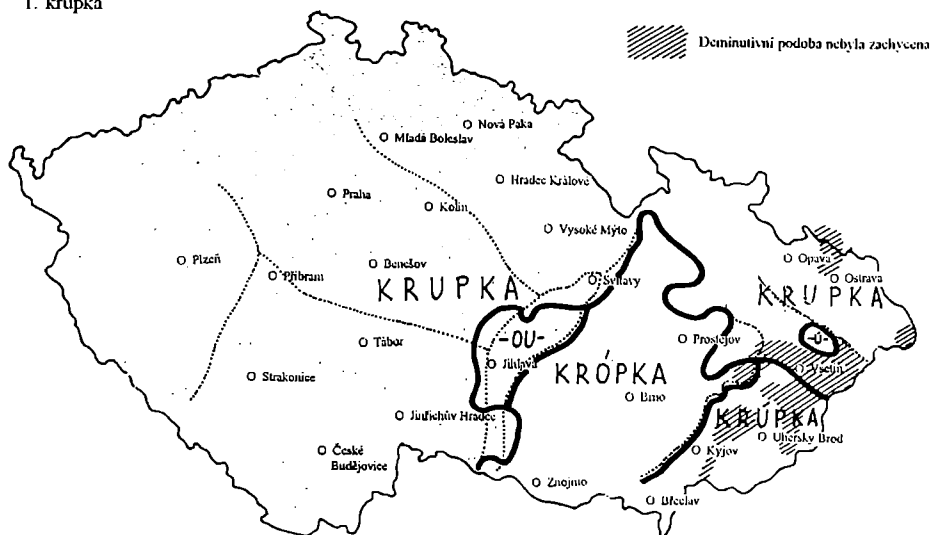 1. krupka
Deminutivní podoba nebyla zachycena
Nová Paka
Mladá Boleslav
Hradec Králové
Praha
Kolín
Vysoké Mýto
Plzeň
Příbram
Benešov
Svitavy
Opava
Ostrava
KRUPKA
KRUPKA
-OU-
-Ú-
Tábor
Jihlava
Prostějov
Vsetín
Strakonice
KRÓPKA
Brno
Jindřichův Hradec
KRÚPKA
Uherský Brod
České
Budějovice
Kyjov
Znojmo
Břeclav